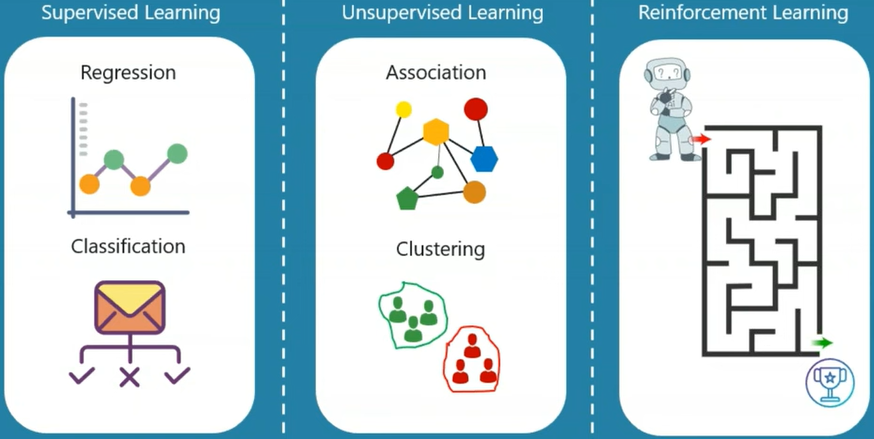 Supervised Learning
Unsupervised Learning
Reinforcement Learning
Regression
Association
Classification
Clustering